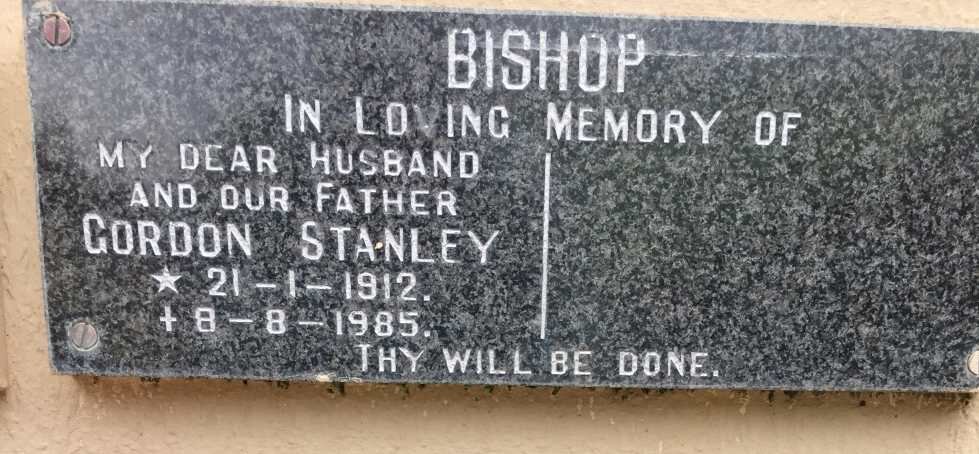 BISHOP
IN LOVING MEMORY OF
MY DEAR HUSBAND
AND OUR FATHER
GORDON STANLEY
★ 21-1-1912.
+ 8-8-1985.
THY WILL BE DONE.